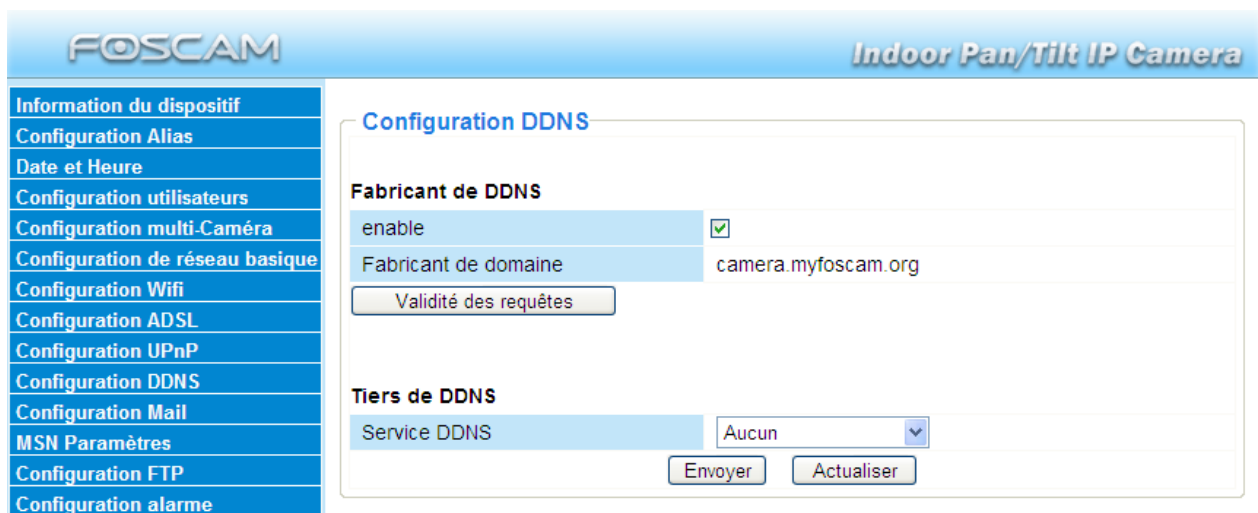 FOSCAM
Indoor Pan/Tilt IP Camera
Information du dispositif
Configuration Alias
Date et Heure
Configuration utilisateurs
Configuration multi-Caméra
Configuration de réseau basique
Configuration Wifi
Configuration ADSL
Configuration UPnP
Configuration DDNS
Configuration Mail
MSN Paramètres
Configuration FTP
Configuration alarme
Configuration DDNS
Fabricant de DDNS
enable
Fabricant de domaine camera.myfoscam.org
Validité des requêtes
Tiers de DDNS
Service DDNS Aucun
Envoyer Actualiser